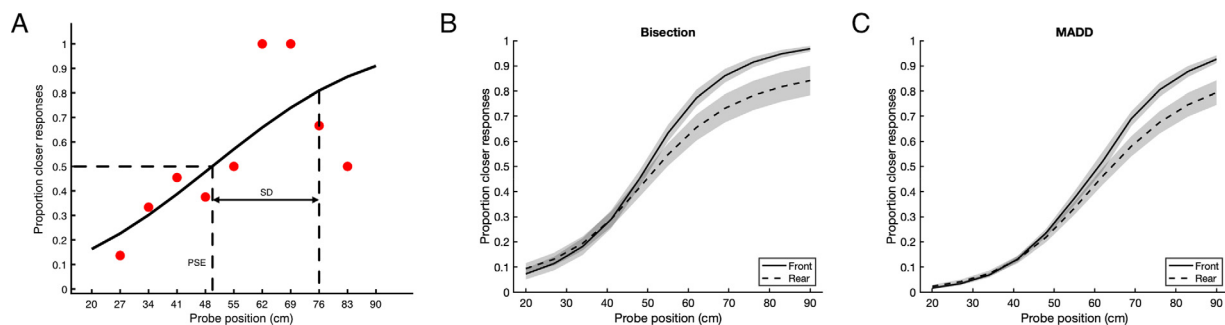 A
Proportion closer responses
1
0.9
0.8
0.7
0.6
0.5
0.4
0.3
0.2
0.1
0
SD
PSE
20 27 34 41 48 55 62 69 76 83 90
Probe position (cm)
B
Bisection
Proportion closer responses
1
0.9
0.8
0.7
0.6
0.5
0.4
0.3
0.2
0.1
0
Front
Rear
20 30 40 50 60 70 80 90
Probe position (cm)
C
MADD
Proportion closer responses
1
0.9
0.8
0.7
0.6
0.5
0.4
0.3
0.2
0.1
0
Front
Rear
20 30 40 50 60 70 80 90
Probe position (cm)